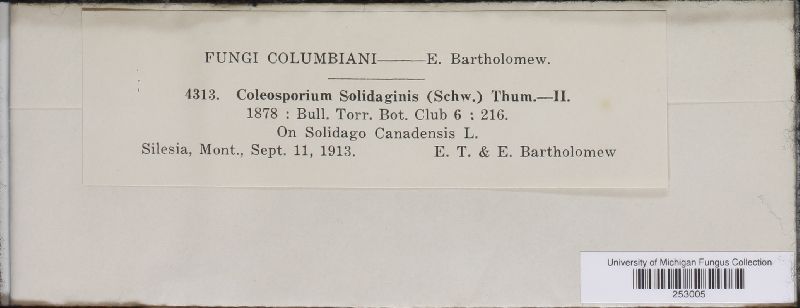 FUNGI COLUMBIANI——E. Bartholomew.
4313. Coleosporium Solidaginis (Schw.) Thum.—II.
1878 : Bull. Torr. Bot. Club 6 : 216.
On Solidago Canadensis L.
Silesia, Mont., Sept. 11, 1913. E. T. & E. Bartholomew
University of Michigan Fungus Collection
253005